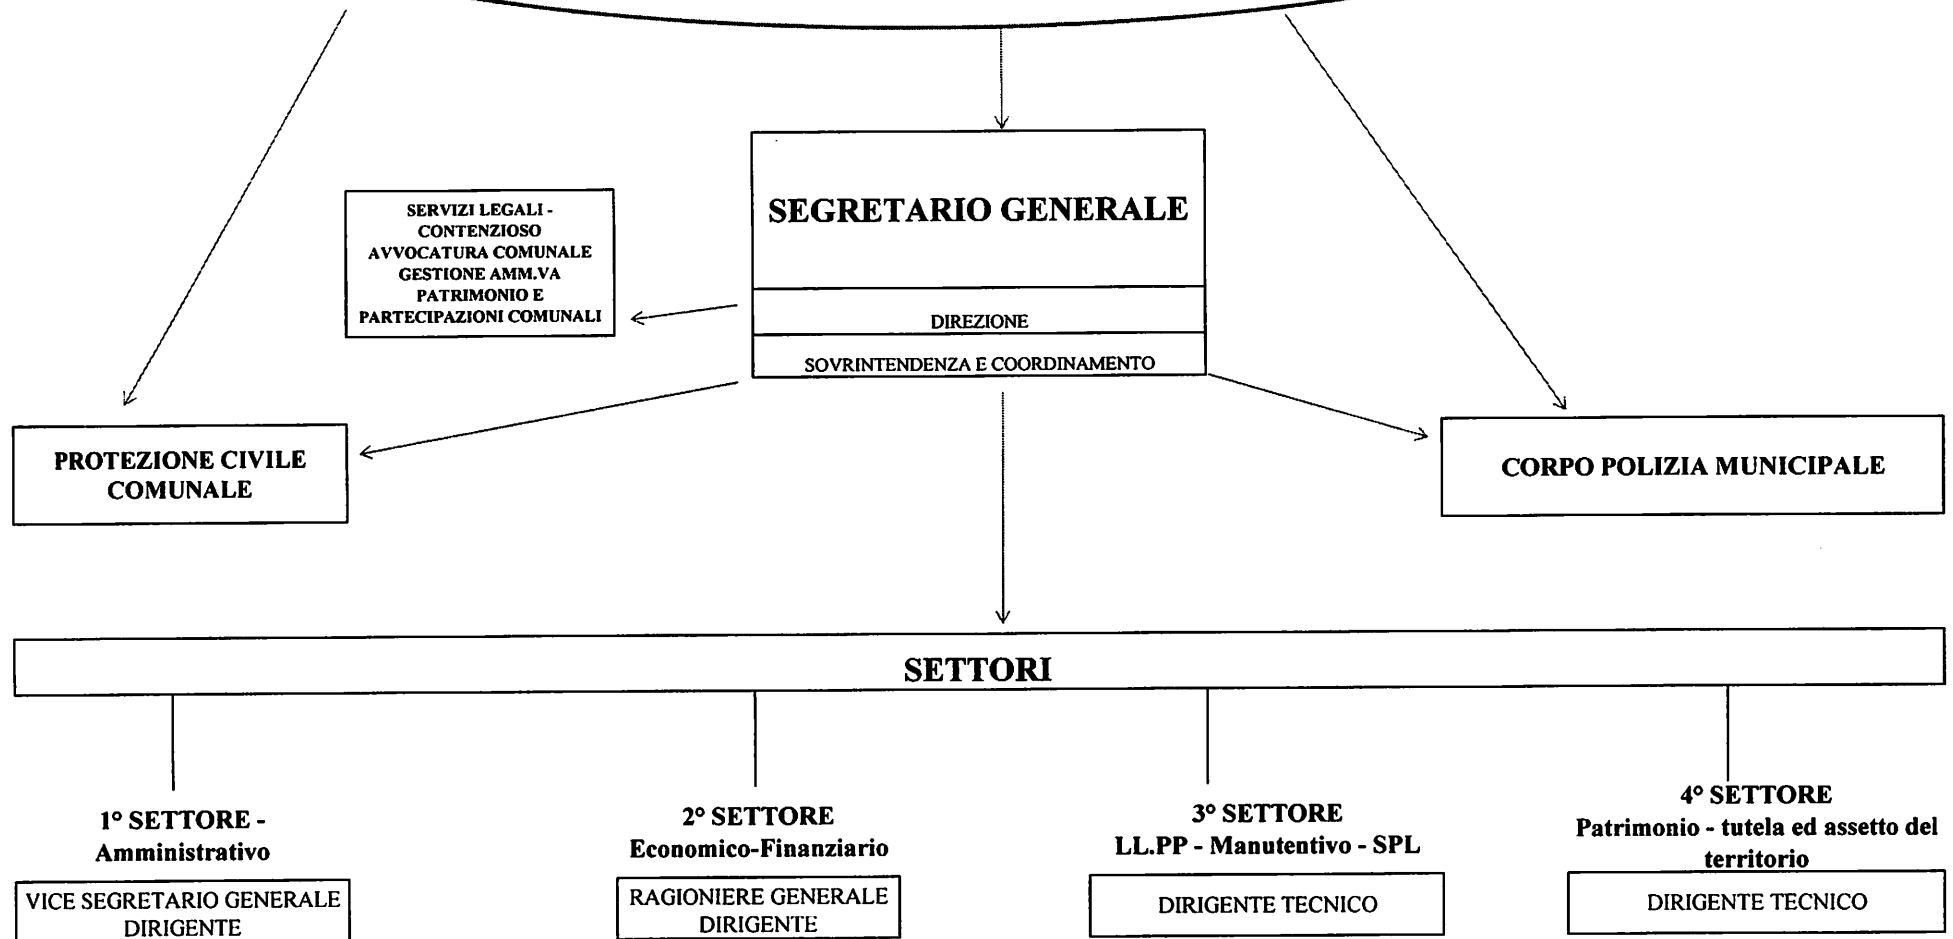 SEGRETARIO GENERALE
DIREZIONE
SOVRINTENDENZA E COORDINAMENTO
SERVIZI LEGALI -
CONTENZIOSO
AVVOCATURA COMUNALE
GESTIONE AMM.VA
PATRIMONIO E
PARTECIPAZIONI COMUNALI
PROTEZIONE CIVILE
COMUNALE
CORPO POLIZIA MUNICIPALE
SETTORI
1° SETTORE -
Amministrativo
VICE SEGRETARIO GENERALE
DIRIGENTE
2° SETTORE
Economico-Finanziario
RAGIONIERE GENERALE
DIRIGENTE
3° SETTORE
LL.PP - Manutentivo - SPL
DIRIGENTE TECNICO
4° SETTORE
Patrimonio - tutela ed assetto del
territorio
DIRIGENTE TECNICO